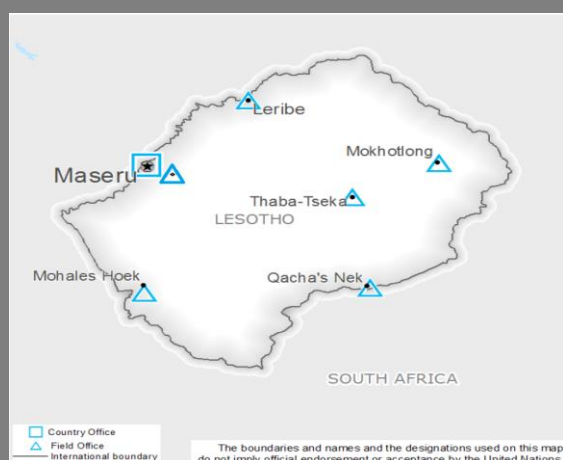 Leribe
Mokhotlong
Maseru
Thaba-Tseka
LESOTHO
Mohales Hoek
Qacha's Nek
SOUTH AFRICA
Country Office
Field Office
International boundary
The boundaries and names and the designations used on this map
do not imply official endorsement or acceptance by the United Nations